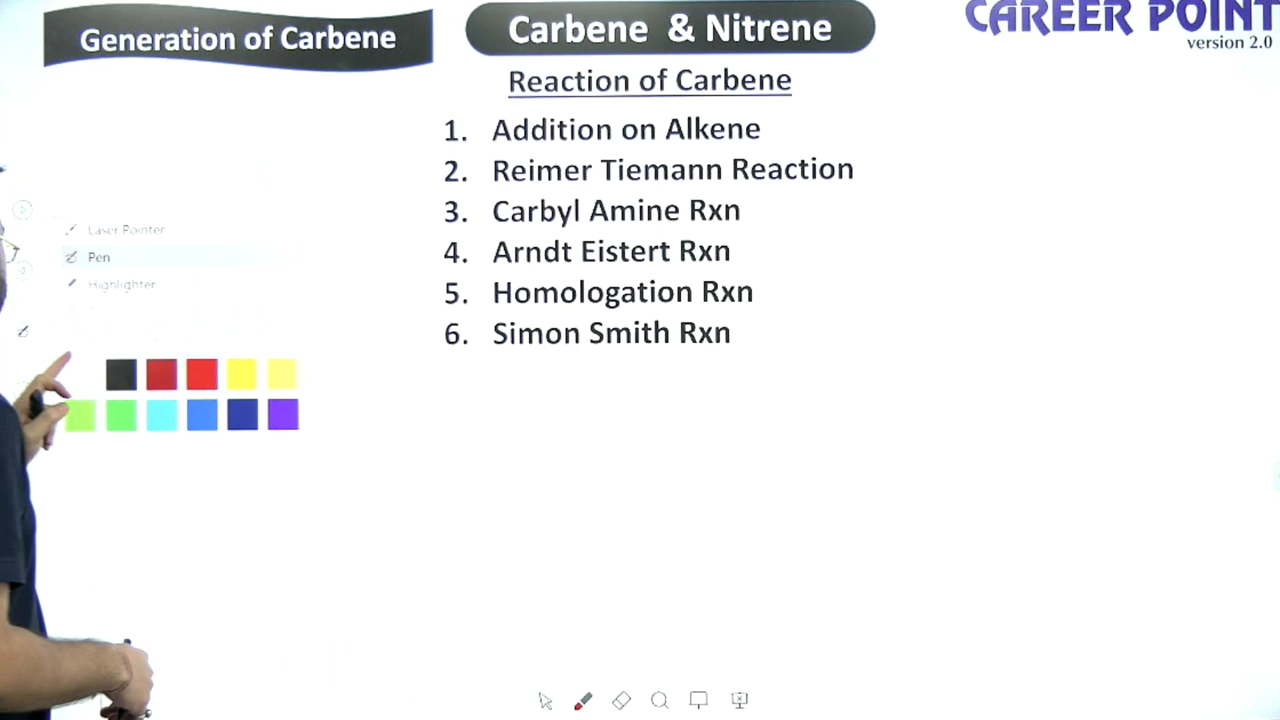 Generation of Carbene
Carbene & Nitrene
CAREER POINT
version 2.0
Reaction of Carbene
1. Addition on Alkene
2. Reimer Tiemann Reaction
3. Carbyl Amine Rxn
4. Arndt Eistert Rxn
5. Homologation Rxn
6. Simon Smith Rxn
Laser Pointer
Pen
Highlighter